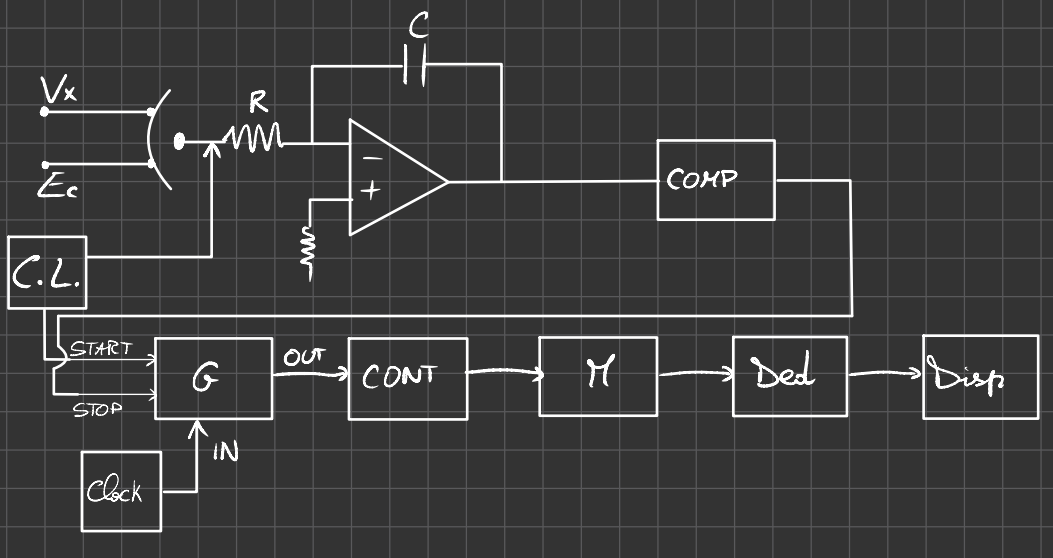 C
Vx
R
−
+
Ec
COMP
C.L.
START
STOP
G
OUT
CONT
M
Ded
Disp
IN
Clock